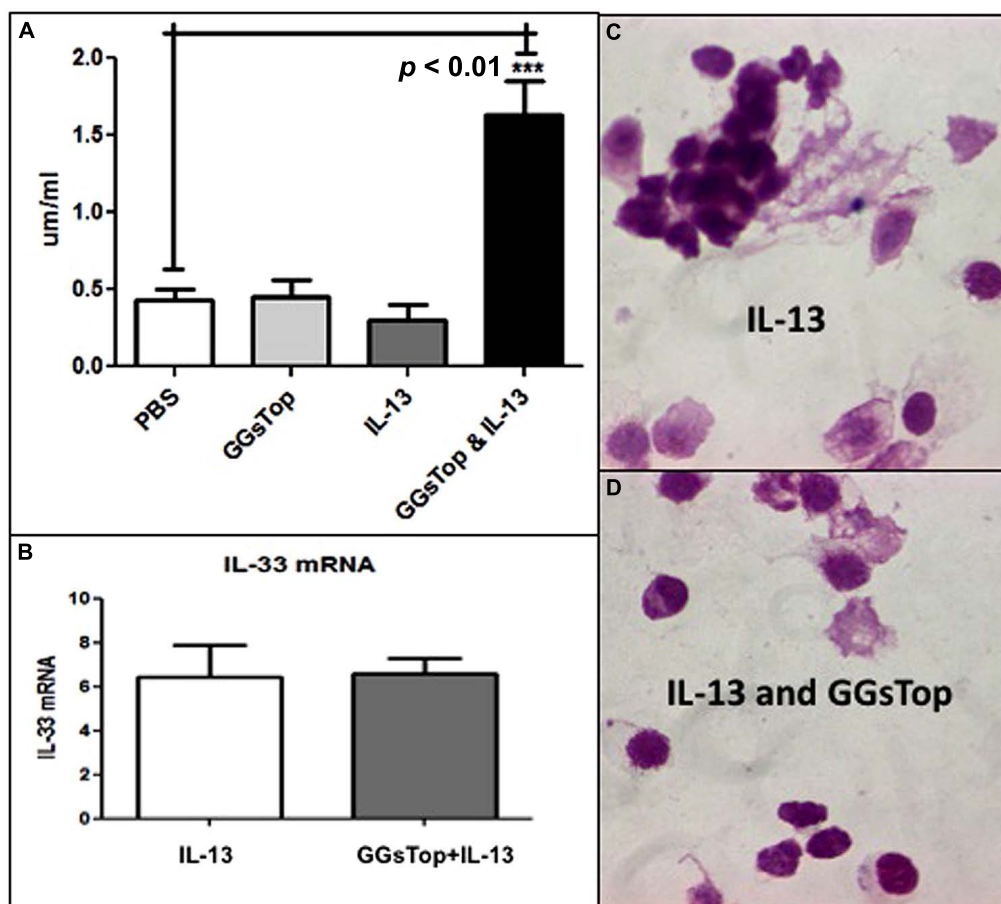 A
um/ml
2.0
1.5
1.0
0.5
0.0
p < 0.01 ***
PBS
GGsTop
IL-13
GGsTop & IL-13
B
IL-33 mRNA
IL-33 mRNA
10
8
6
4
2
0
IL-13
GGsTop+IL-13
C
IL-13
D
IL-13 and GGsTop